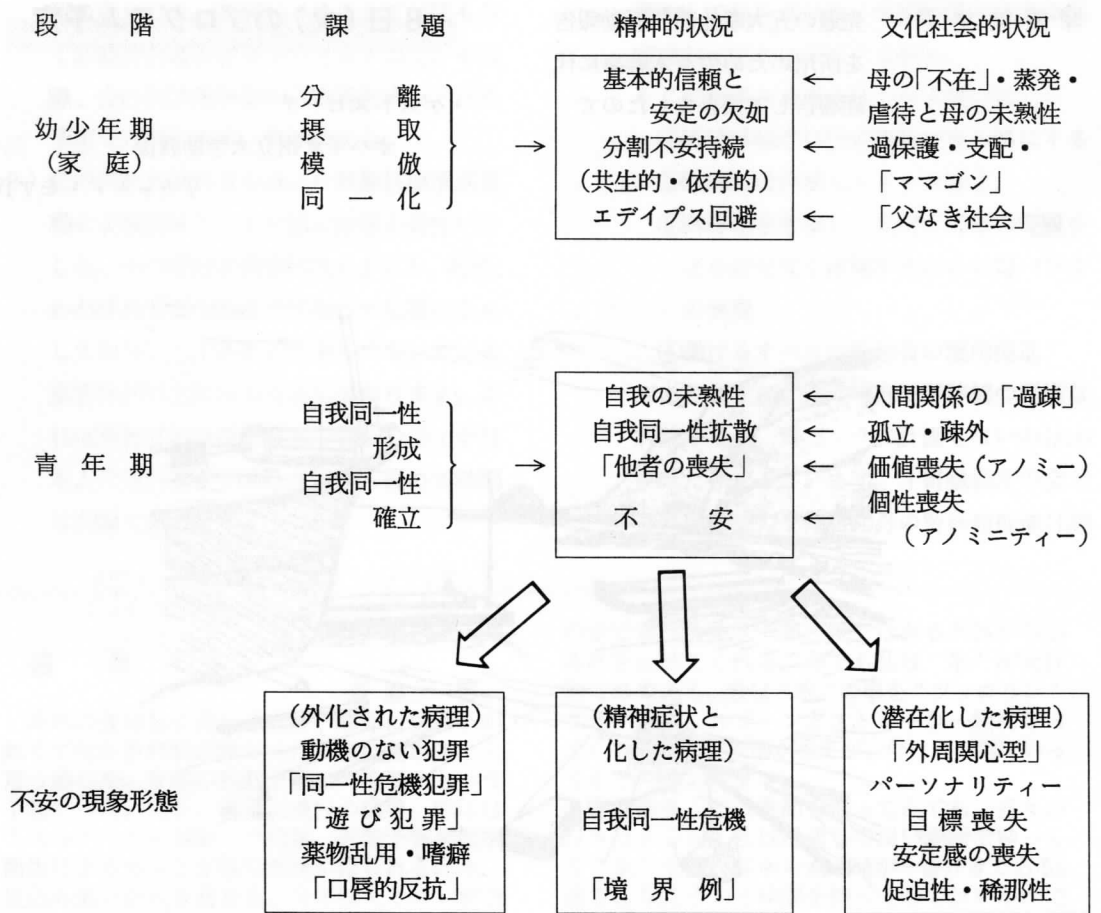 段 階　課 題　精神的状況　文化社会的状況
幼少年期
(家 庭)
分 離
摂 取
模 倣
同 一 化
基本的信頼と
安定の欠如
分割不安持続
(共生的・依存的)
エデイプス回避
母の「不在」・蒸発・
虐待と母の未熟性
過保護・支配・
「ママゴン」
「父なき社会」
青 年 期
自我同一性
形成
自我同一性
確立
自我の未熟性
自我同一性拡散
「他者の喪失」
不 安
人間関係の「過疎」
孤立・疎外
価値喪失(アノミー)
個性喪失
(アノミニティー)
不安の現象形態
(外化された病理)
動機のない犯罪
「同一性危機犯罪」
「遊 び 犯 罪」
薬物乱用・嗜癖
「口唇的反抗」
(精神症状と
化した病理)
自我同一性危機
「境 界 例」
(潜在化した病理)
「外周関心型」
パーソナリティー
目 標 喪 失
安定感の喪失
促迫性・稀那性